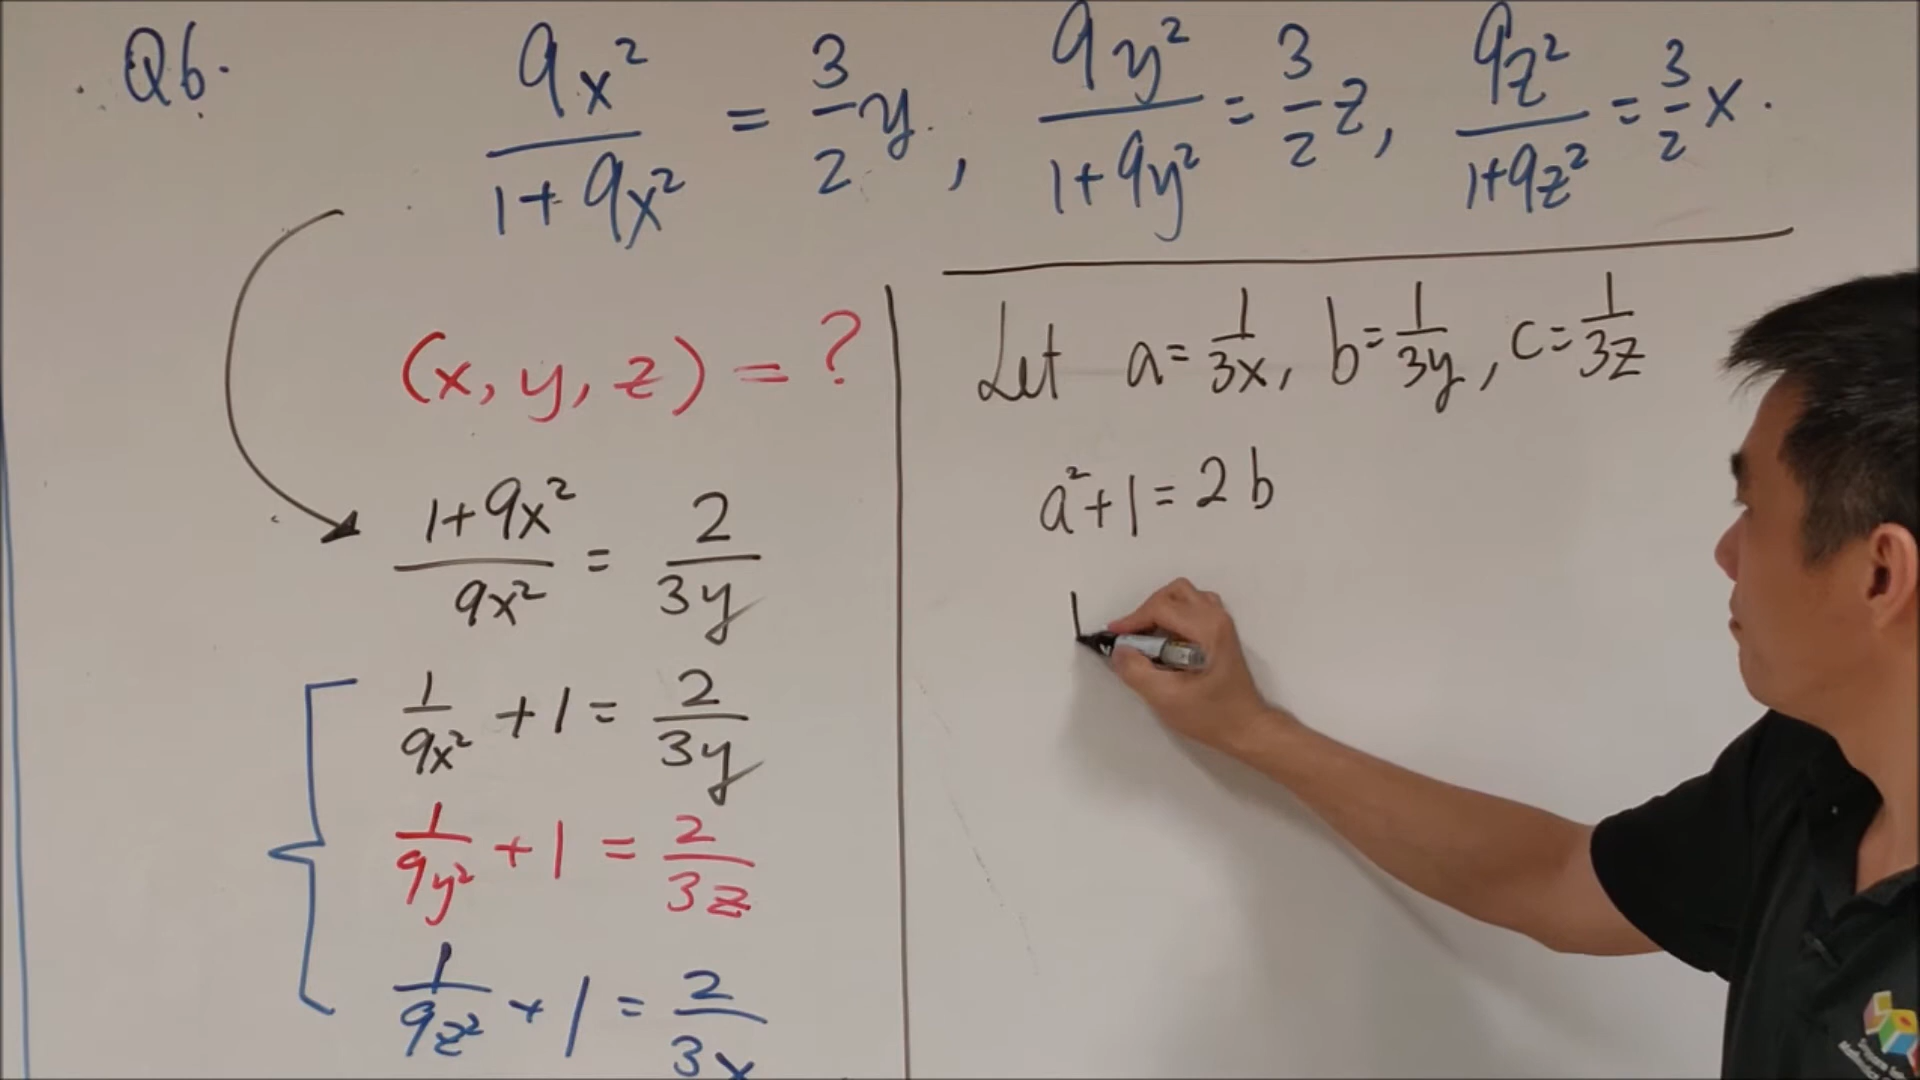 Q6. 9x²/(1+9x²) = 3/2 y, 9y²/(1+9y²) = 3/2 z, 9z²/(1+9z²) = 3/2 x.
(x, y, z) = ?
(1+9x²)/(9x²) = 2/(3y)
1/(9x²) + 1 = 2/(3y)
1/(9y²) + 1 = 2/(3z)
1/(9z²) + 1 = 2/(3x)
Let a = 1/(3x), b = 1/(3y), c = 1/(3z)
a² + 1 = 2b